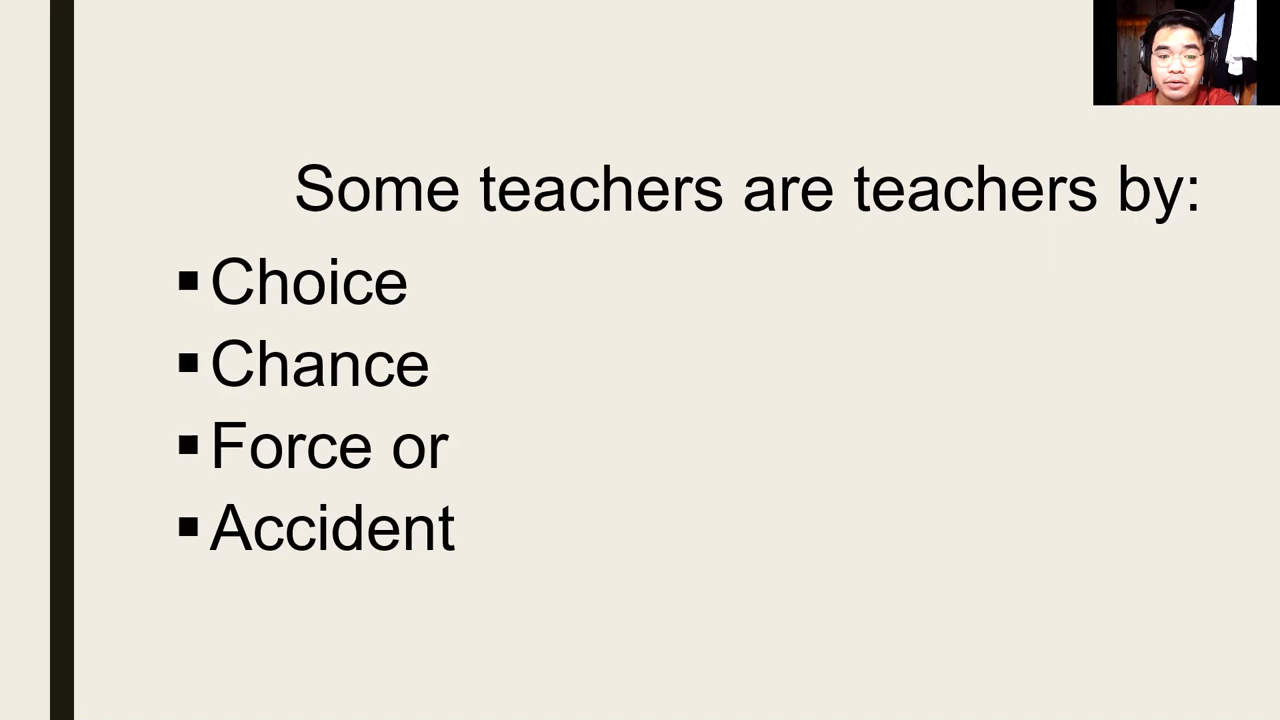 Some teachers are teachers by:
▪Choice
▪Chance
▪Force or
▪Accident